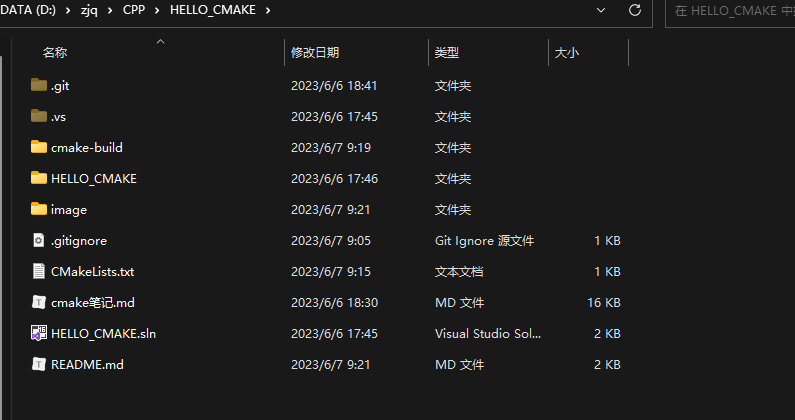 DATA (D:) > zjq > CPP > HELLO_CMAKE >
在 HELLO_CMAKE 中
名称 修改日期 类型 大小
.git 2023/6/6 18:41 文件夹
.vs 2023/6/6 17:45 文件夹
cmake-build 2023/6/7 9:19 文件夹
HELLO_CMAKE 2023/6/6 17:46 文件夹
image 2023/6/7 9:21 文件夹
.gitignore 2023/6/7 9:05 Git Ignore 源文件 1 KB
CMakeLists.txt 2023/6/7 9:15 文本文档 1 KB
cmake笔记.md 2023/6/6 18:30 MD 文件 16 KB
HELLO_CMAKE.sln 2023/6/6 17:45 Visual Studio Sol... 2 KB
README.md 2023/6/7 9:21 MD 文件 2 KB